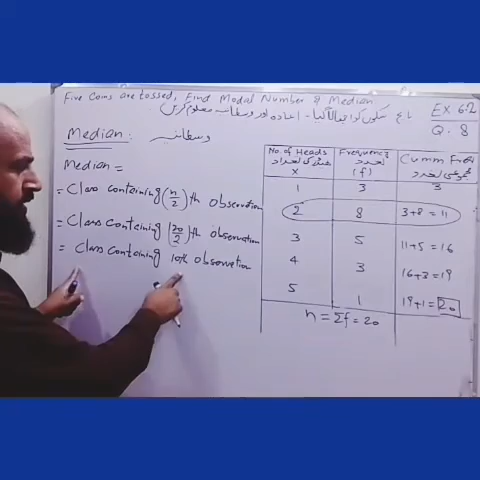 Five Coins are tossed, Find Modal Number & Median
EX 6.2
Q. 8
Median: وسطانیہ
Median =
= Class containing (n/2)th observation
= Class containing (20/2)th observation
= Class containing 10th observation
No. of Heads Frequency Cumm Freq
X (f)
1 3 3
2 8 3+8 = 11
3 5 11+5 = 16
4 3 16+3 = 19
5 1 19+1 = 20
n = Σf = 20